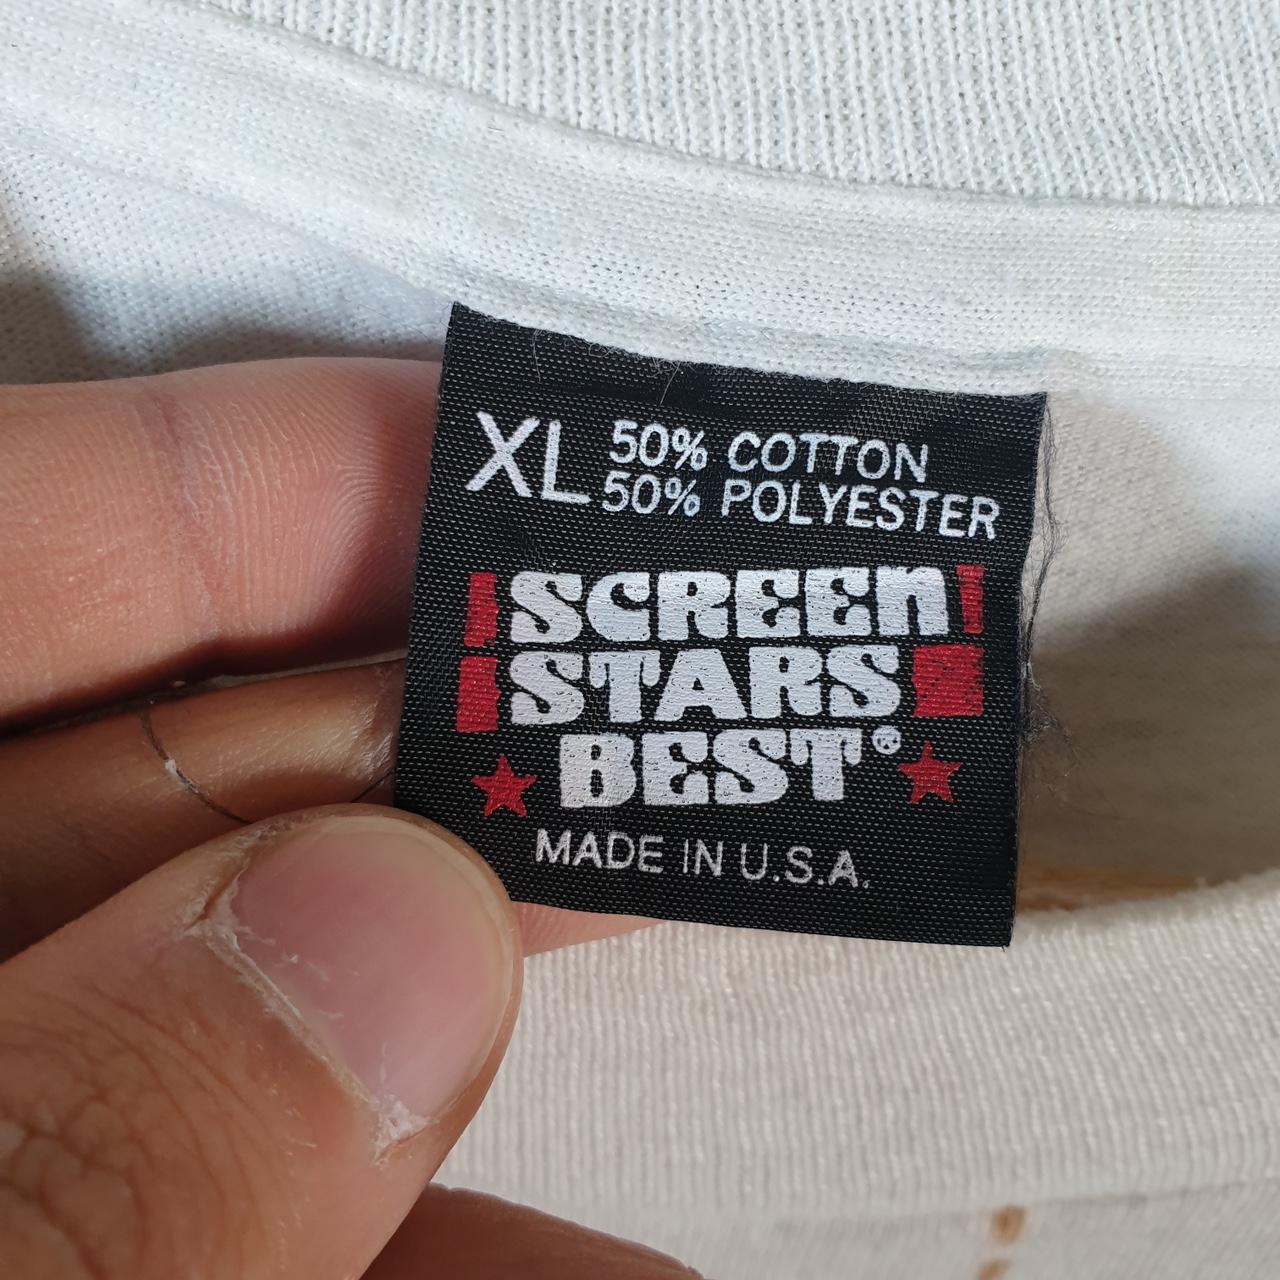 XL 50% COTTON
50% POLYESTER
SCREEn
STARS
BEST®
MADE IN U.S.A.